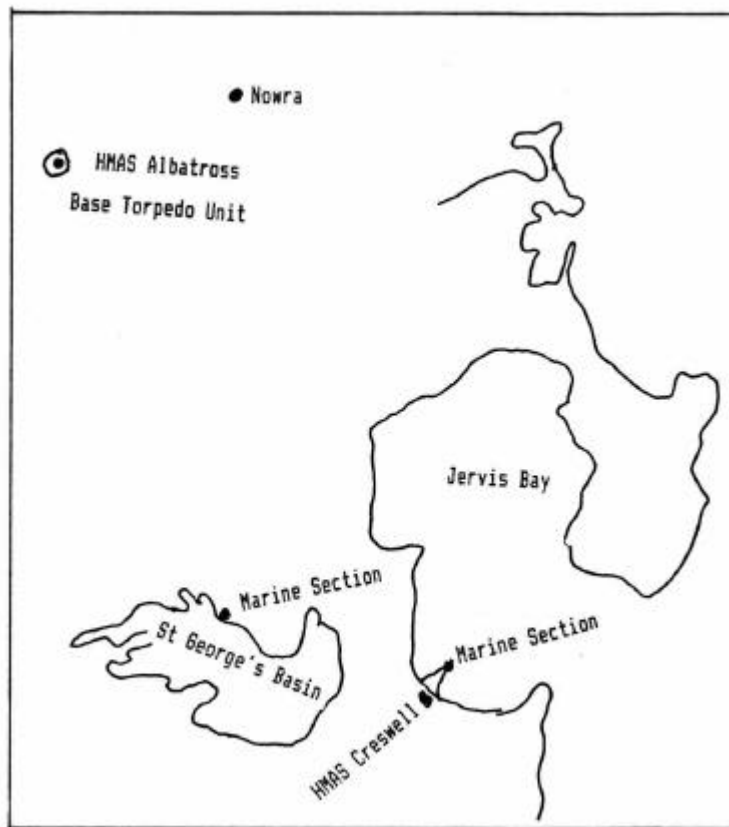 Nowra
HMAS Albatross
Base Torpedo Unit
Jervis Bay
Marine Section
St George's Basin
Marine Section
HMAS Creswell